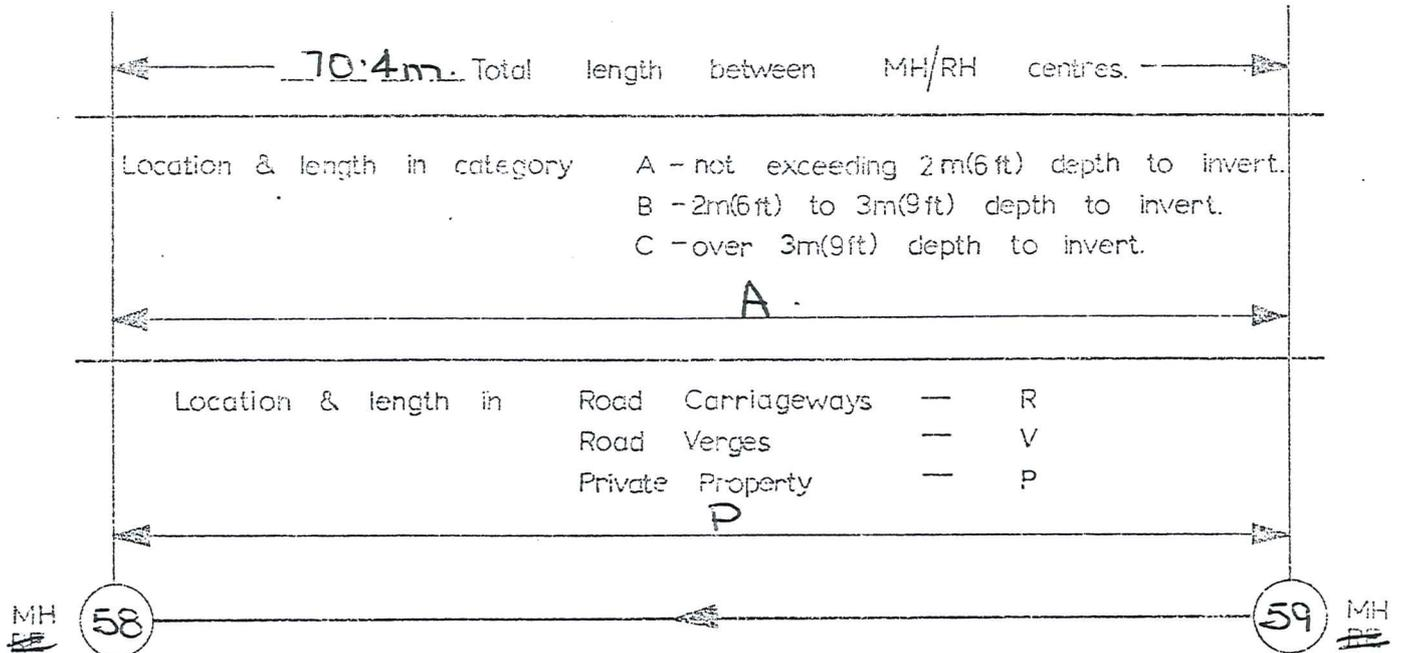 70.4m. Total length between MH/RH centres.
Location & length in category A - not exceeding 2m(6ft) depth to invert.
B - 2m(6ft) to 3m(9ft) depth to invert.
C - over 3m(9ft) depth to invert.
A.
Location & length in Road Carriageways — R
Road Verges — V
Private Property — P
P
MH 58 59 MH